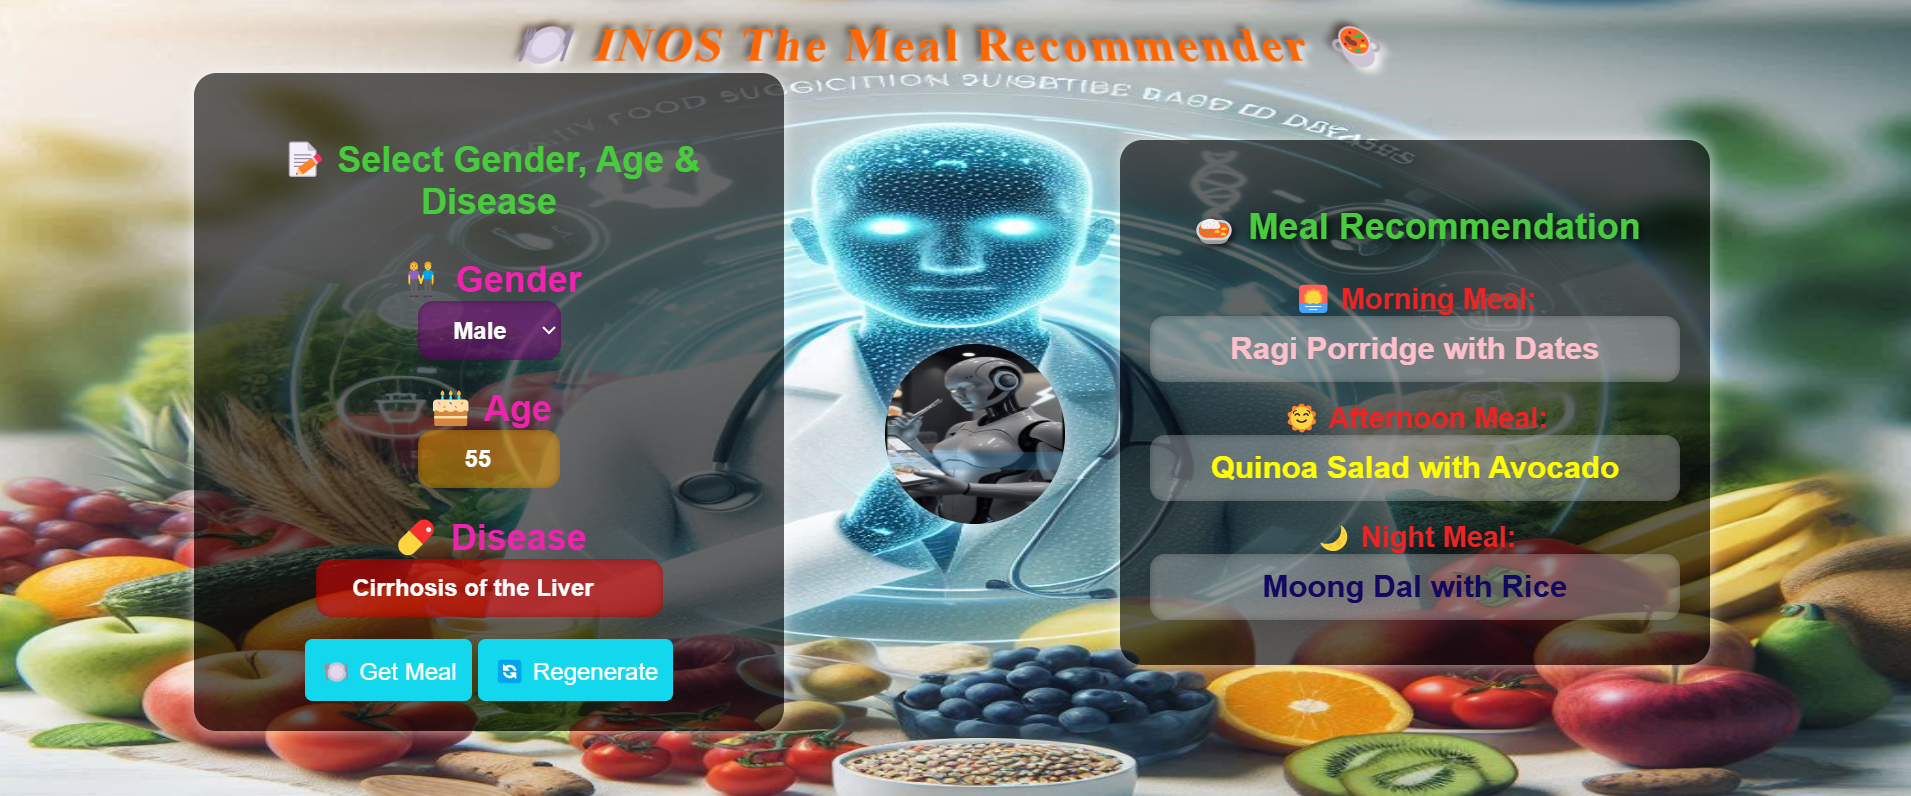 🍽️ INOS The Meal Recommender 🍲
FOOD
📝 Select Gender, Age &
Disease
👫 Gender
Male
🎂 Age
55
💊 Disease
Cirrhosis of the Liver
🍽️ Get Meal
🔄 Regenerate
🍛 Meal Recommendation
🌅 Morning Meal:
Ragi Porridge with Dates
🌞 Afternoon Meal:
Quinoa Salad with Avocado
🌙 Night Meal:
Moong Dal with Rice